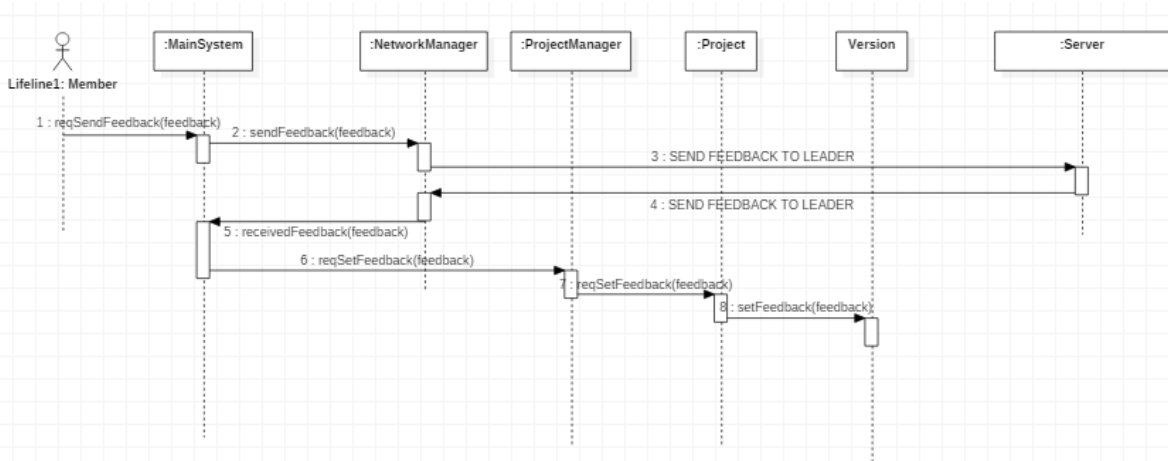 :MainSystem
:NetworkManager
:ProjectManager
:Project
Version
:Server
Lifeline1: Member
1 : reqSendFeedback(feedback)
2 : sendFeedback(feedback)
3 : SEND FEEDBACK TO LEADER
4 : SEND FEEDBACK TO LEADER
5 : receivedFeedback(feedback)
6 : reqSetFeedback(feedback)
7 : reqSetFeedback(feedback)
8 : setFeedback(feedback)